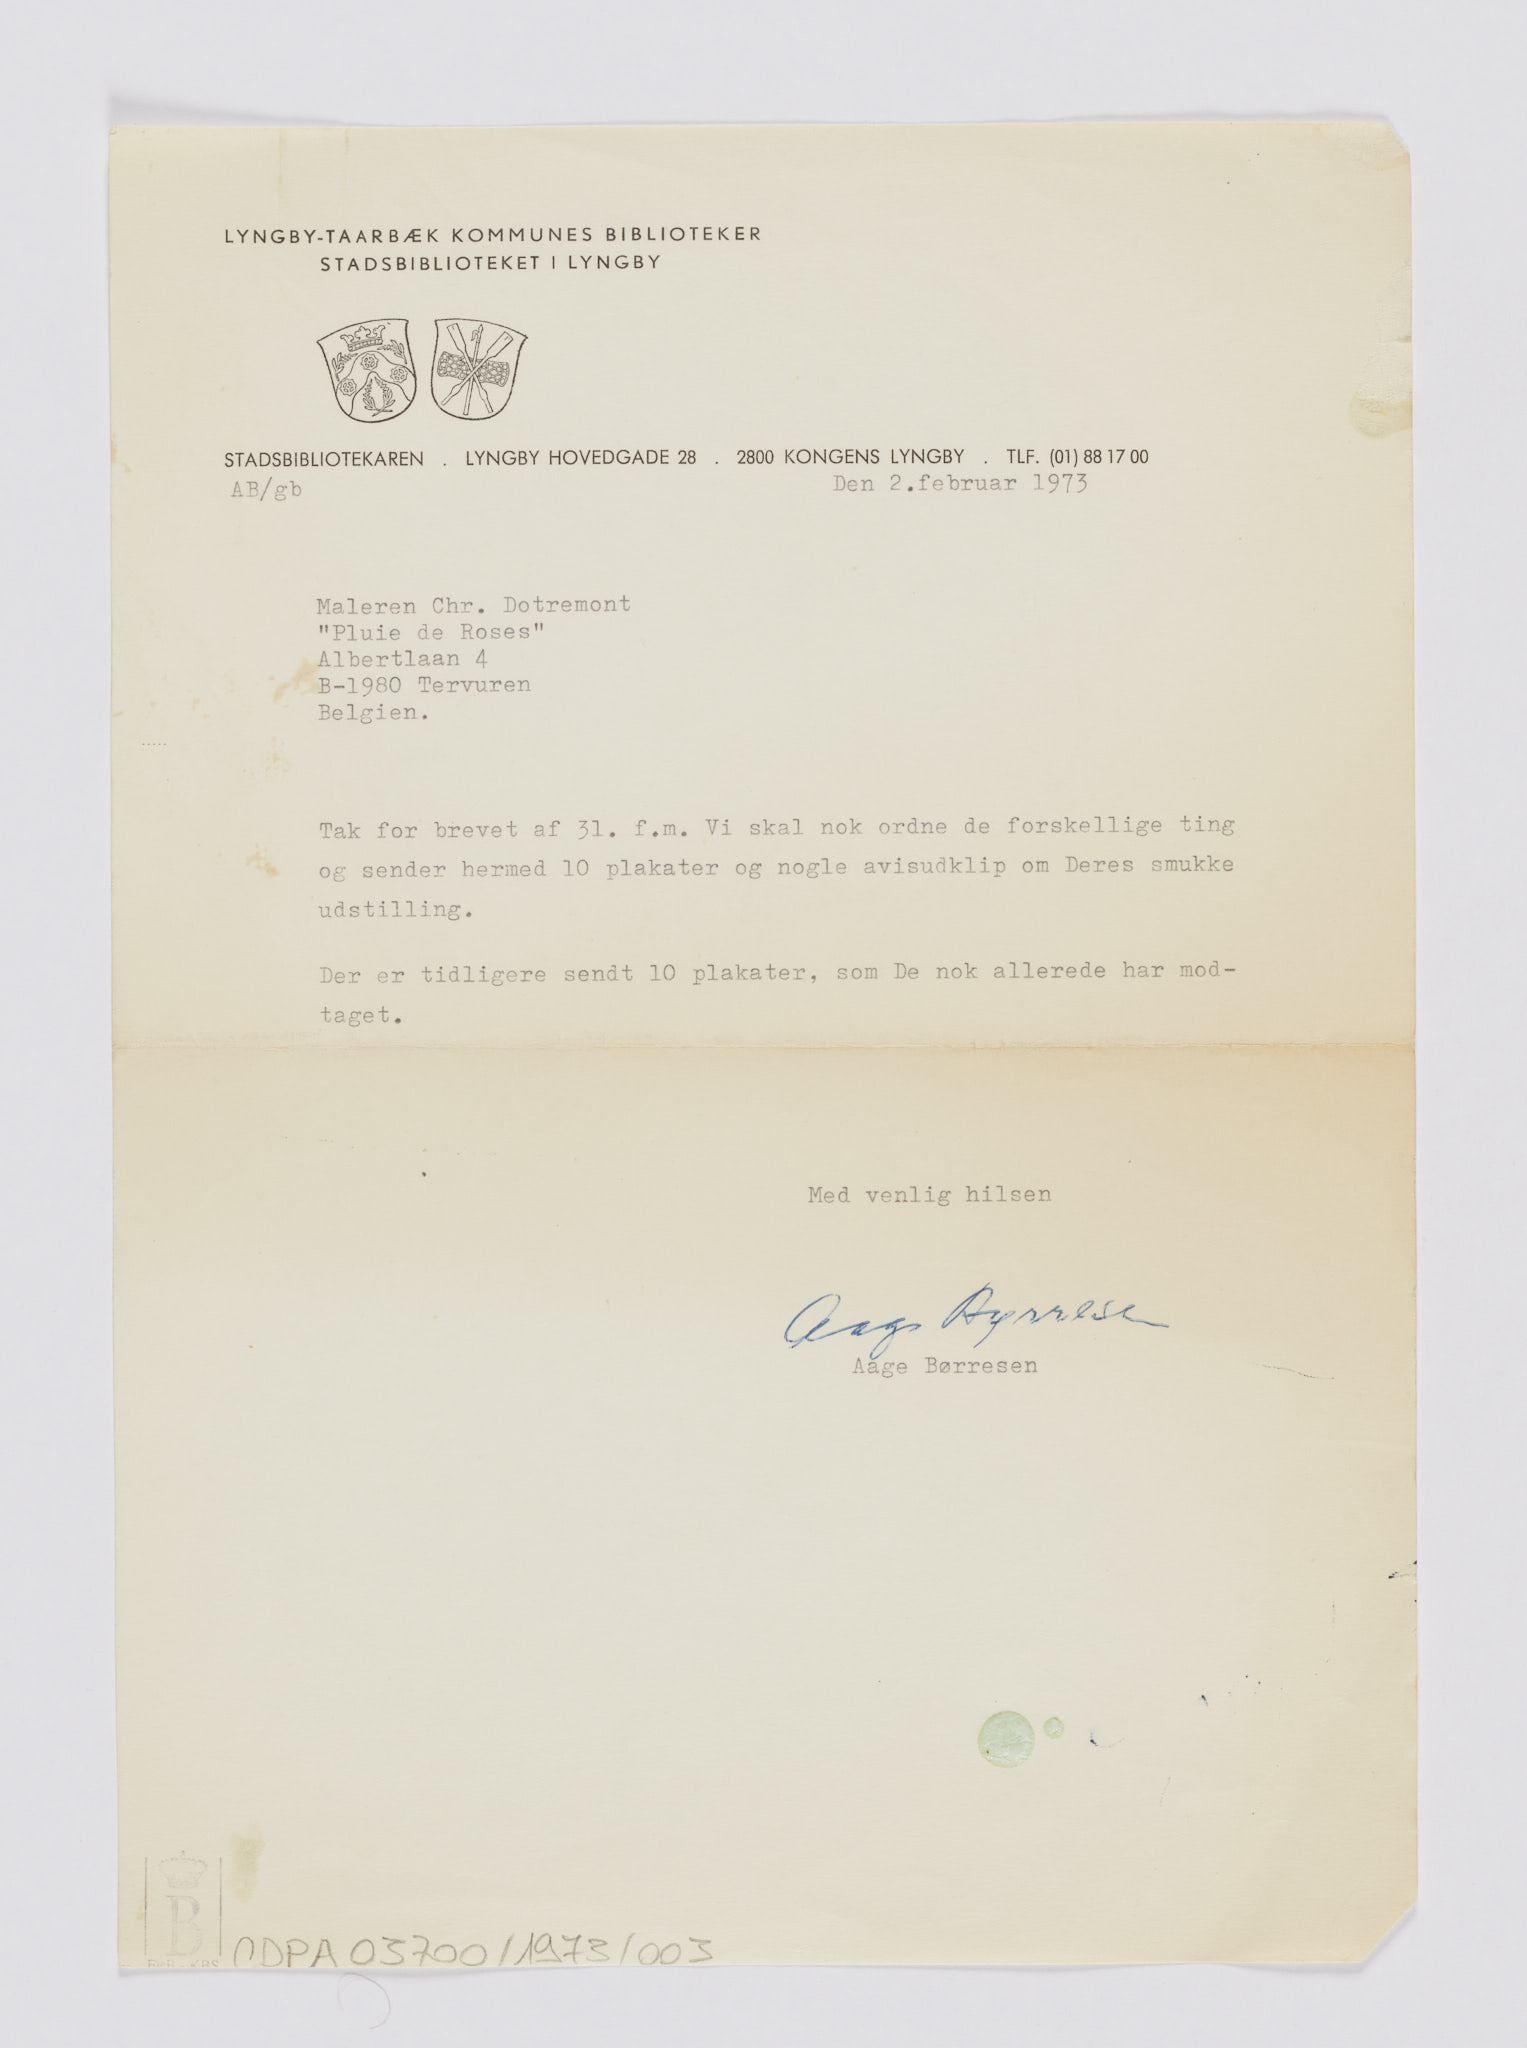 LYNGBY-TAARBÆK KOMMUNES BIBLIOTEKER
STADSBIBLIOTEKET I LYNGBY
STADSBIBLIOTEKAREN . LYNGBY HOVEDGADE 28 . 2800 KONGENS LYNGBY . TLF. (01) 88 17 00
AB/gb Den 2.februar 1973
Maleren Chr. Dotremont
"Pluie de Roses"
Albertlaan 4
B-1980 Tervuren
Belgien.
Tak for brevet af 31. f.m. Vi skal nok ordne de forskellige ting
og sender hermed 10 plakater og nogle avisudklip om Deres smukke
udstilling.
Der er tidligere sendt 10 plakater, som De nok allerede har mod-
taget.
Med venlig hilsen
Aage Børresen
Aage Børresen
B
CDPA 03700/1973/003